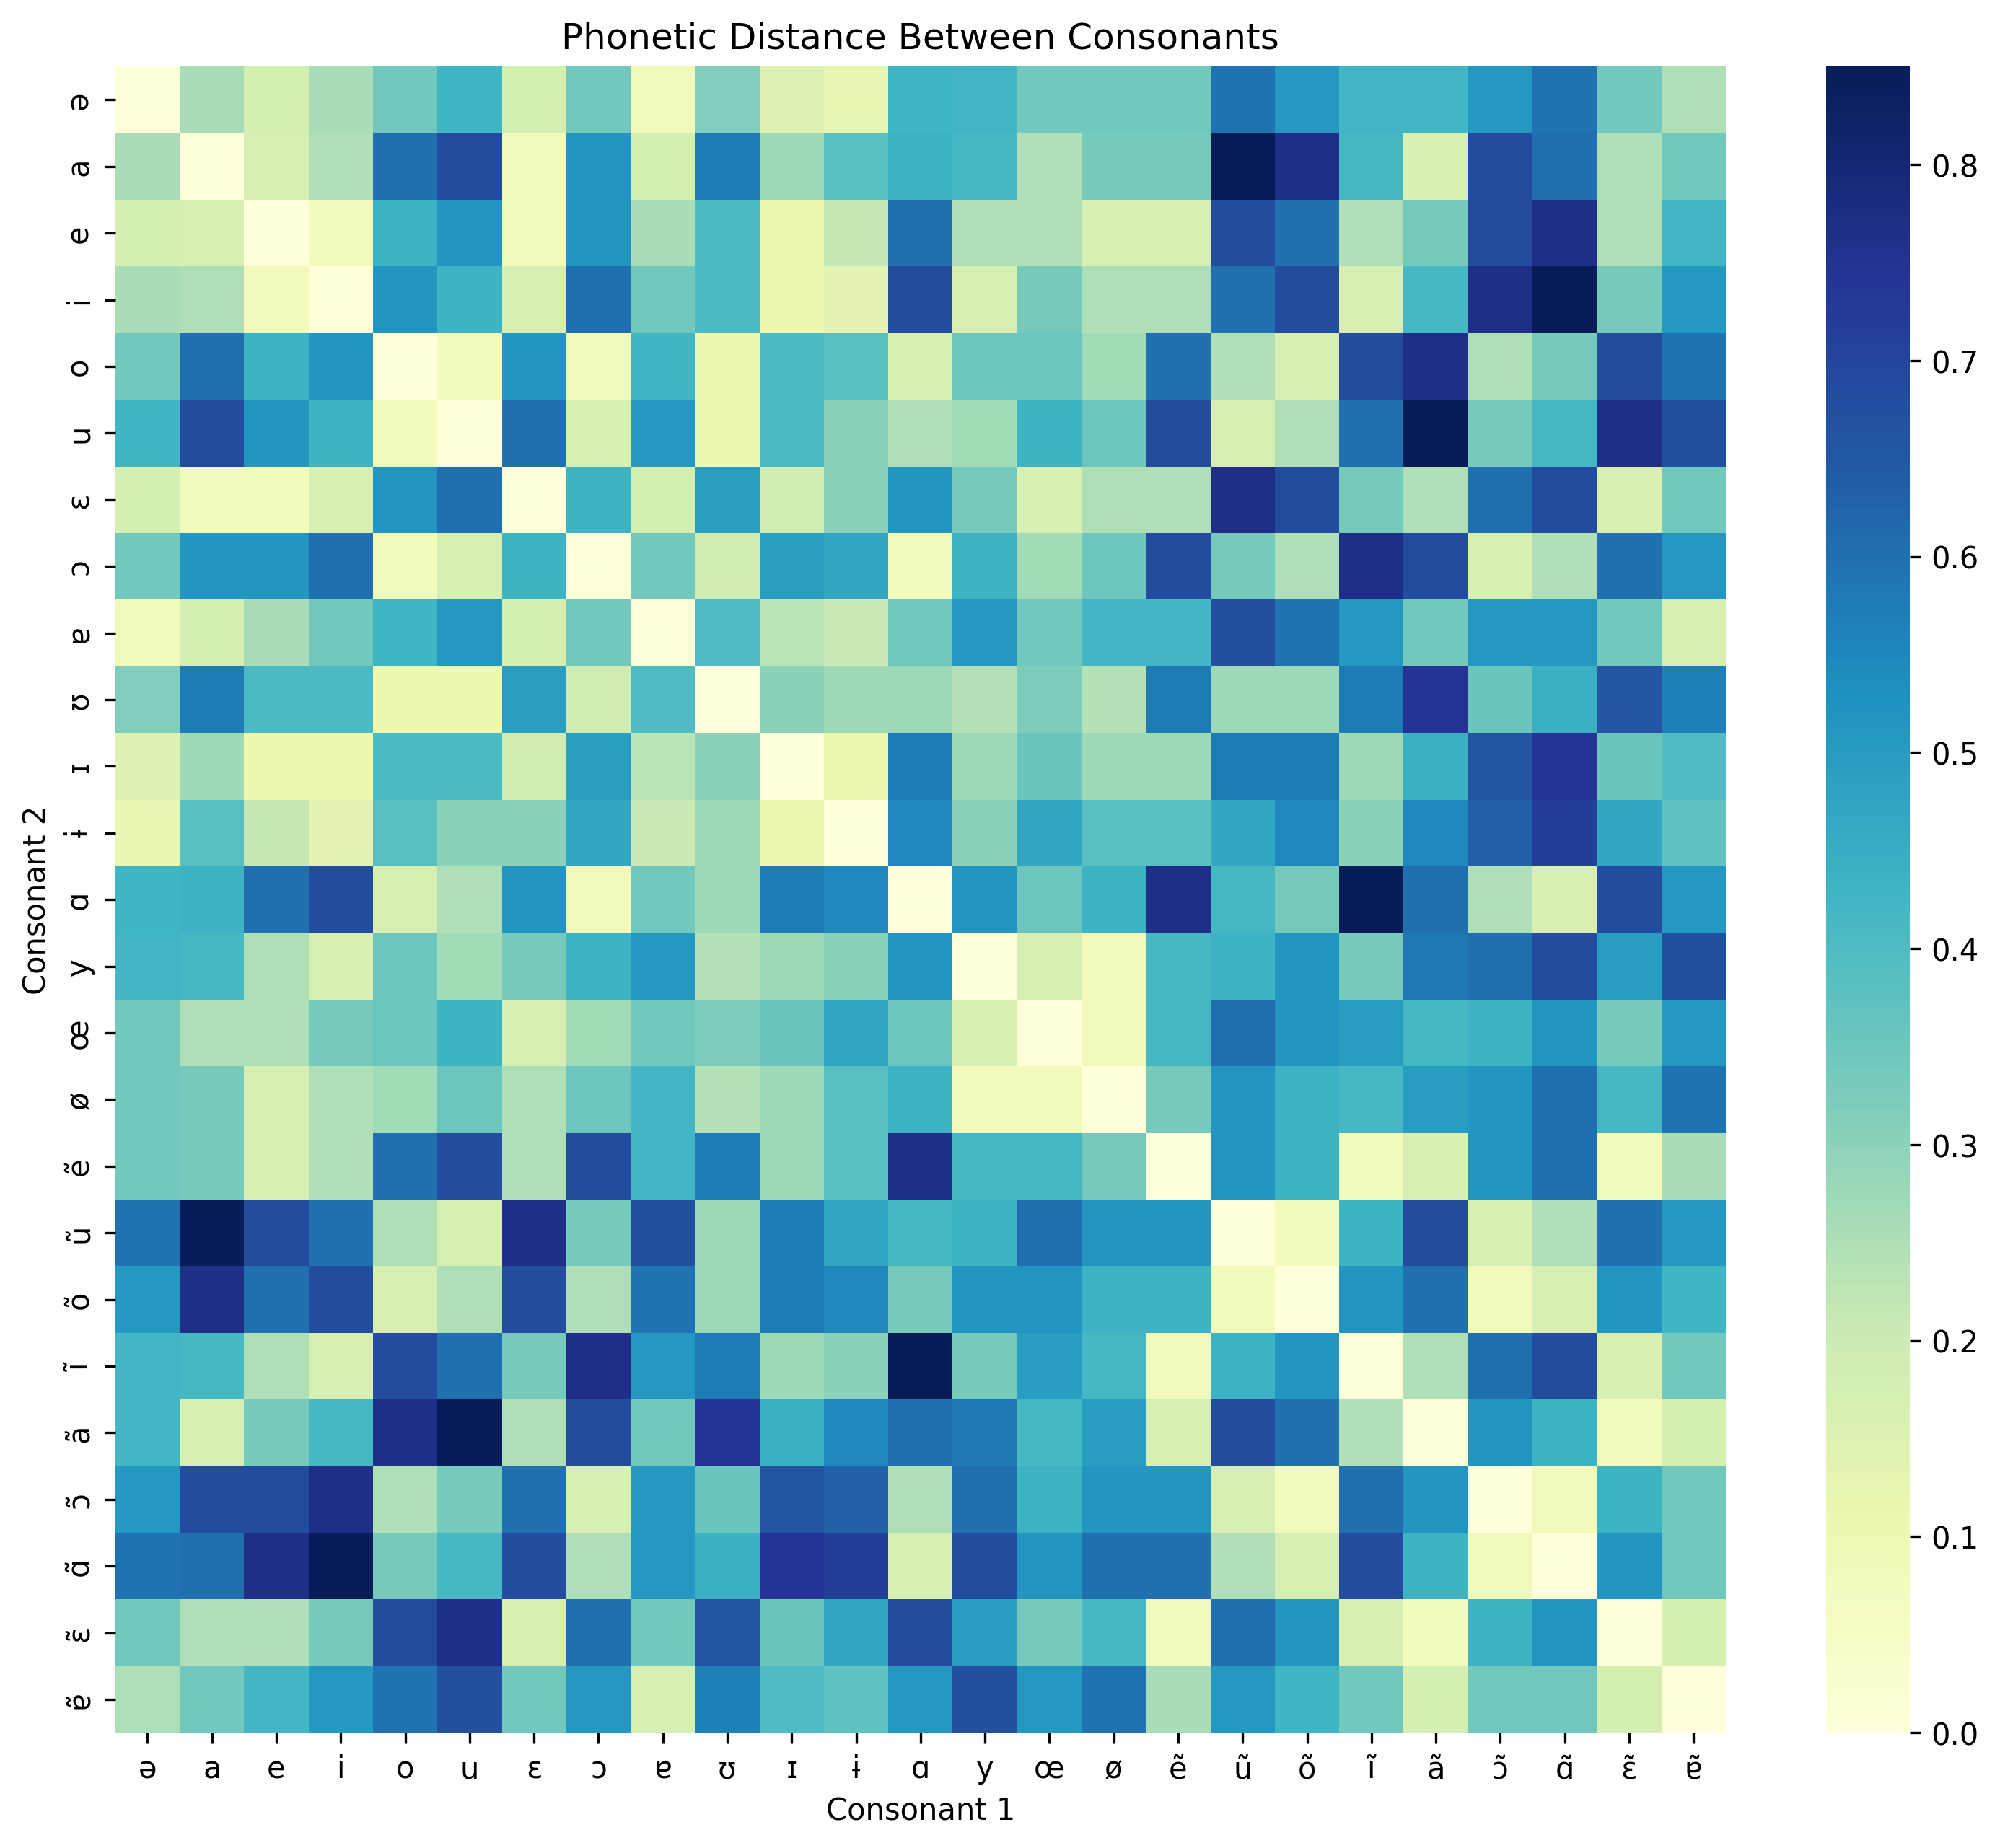 Phonetic Distance Between Consonants
Consonant 2
ə
a
e
i
o
u
ɛ
ɔ
ɐ
ʊ
ɪ
ɨ
ɑ
y
œ
ø
ẽ
ũ
õ
ĩ
ã
ɔ̃
ɑ̃
ɛ̃
ɐ̃
ə a e i o u ɛ ɔ ɐ ʊ ɪ ɨ ɑ y œ ø ẽ ũ õ ĩ ã ɔ̃ ɑ̃ ɛ̃ ɐ̃
Consonant 1
0.8
0.7
0.6
0.5
0.4
0.3
0.2
0.1
0.0